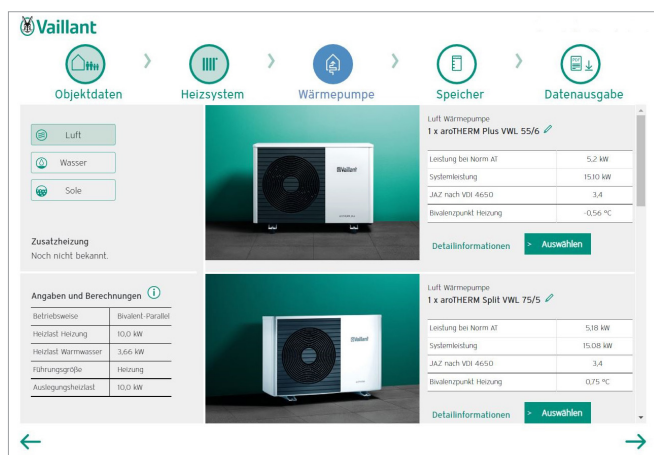 Vaillant
Objektdaten
Heizsystem
Wärmepumpe
Speicher
Datenausgabe
Luft
Wasser
Sole
Zusatzheizung
Noch nicht bekannt.
Angaben und Berechnungen
Betriebsweise Bivalent-Parallel
Heizlast Heizung 10,0 kW
Heizlast Warmwasser 3,66 kW
Führungsgröße Heizung
Auslegungsheizlast 10,0 kW
Vaillant
Luft Wärmepumpe
1 x aroTHERM Plus VWL 55/6
Leistung bei Norm AT 5,2 kW
Systemleistung 15.10 kW
JAZ nach VDI 4650 3,4
Bivalenzpunkt Heizung -0,56 °C
Detailinformationen > Auswählen
Vaillant
Luft Wärmepumpe
1 x aroTHERM Split VWL 75/5
Leistung bei Norm AT 5,18 kW
Systemleistung 15.08 kW
JAZ nach VDI 4650 3,4
Bivalenzpunkt Heizung 0,75 °C
Detailinformationen > Auswählen